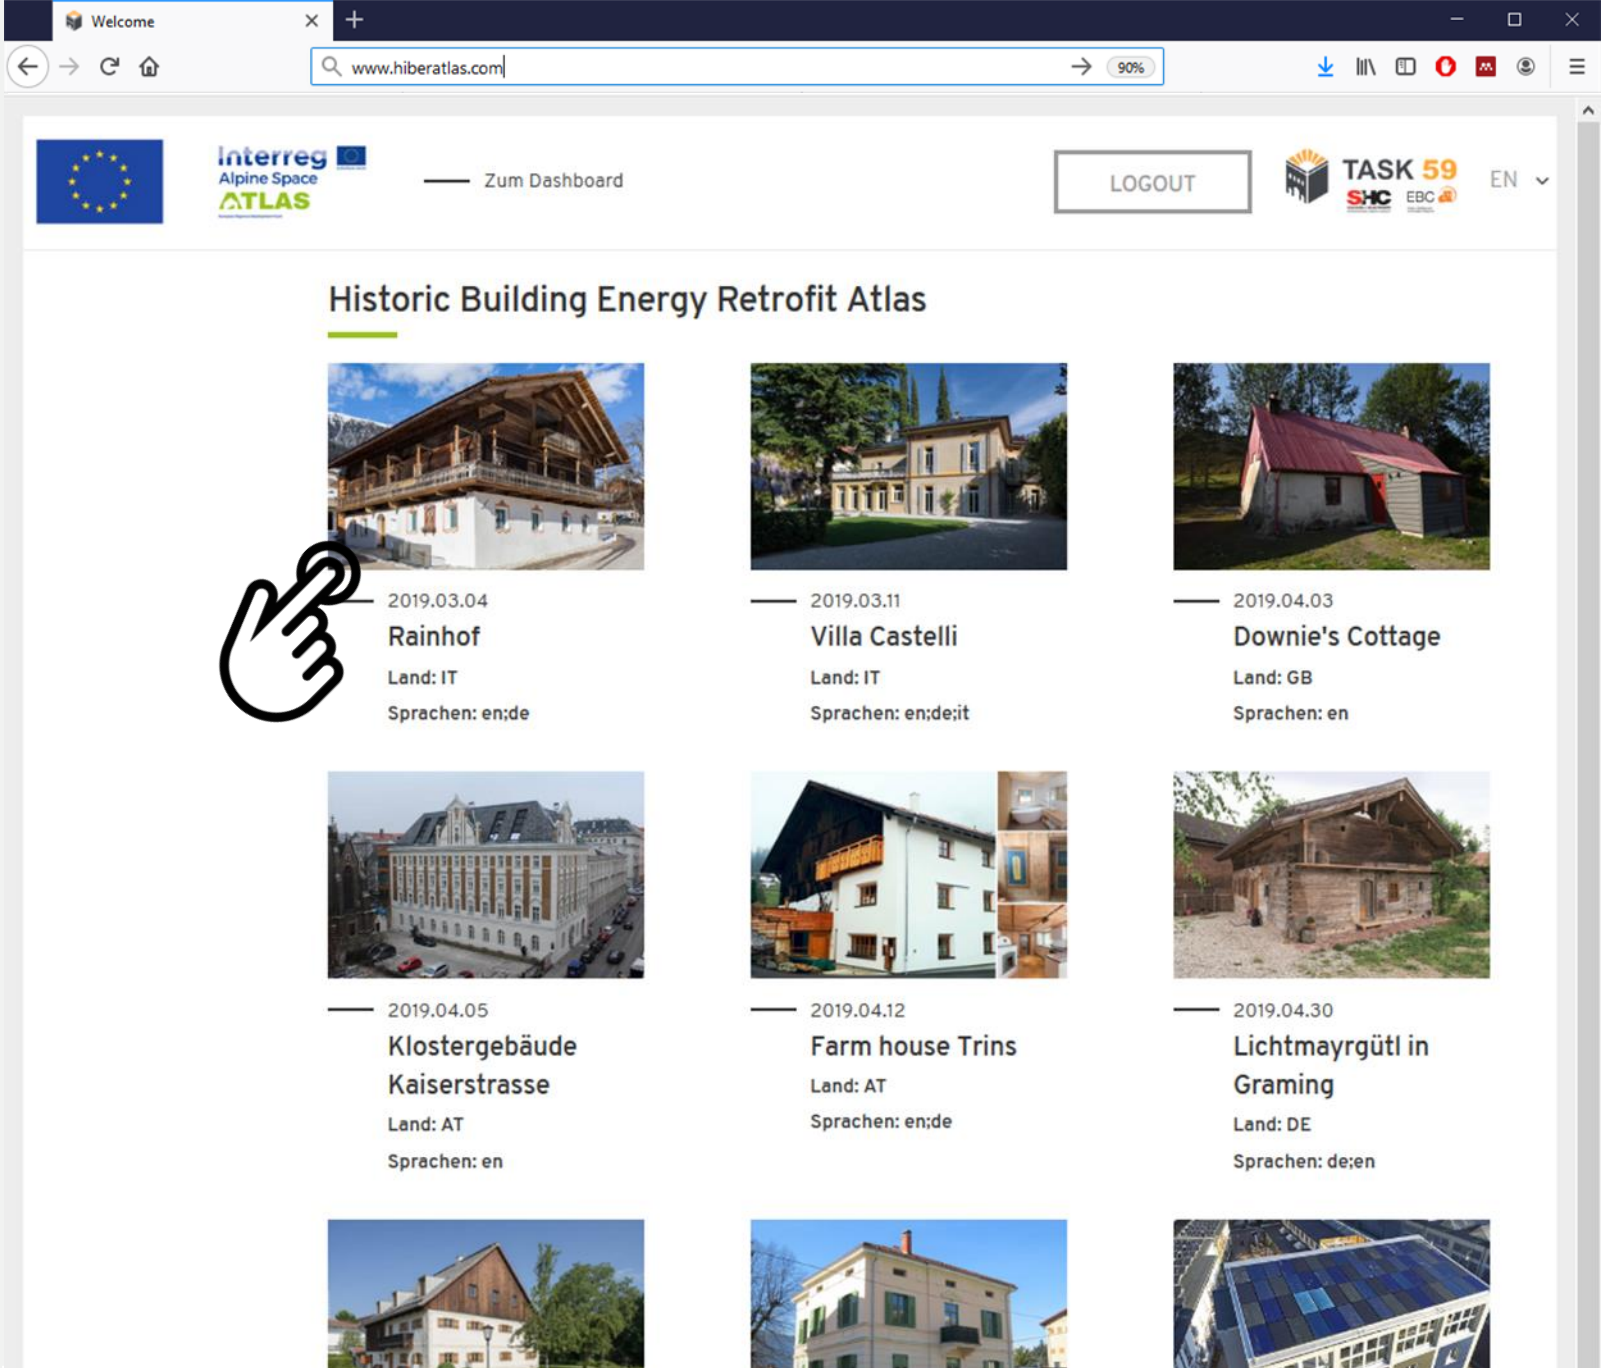 Welcome
www.hiberatlas.com
90%
Interreg
Alpine Space
ATLAS
Zum Dashboard
LOGOUT
TASK 59
SHC EBC
EN
Historic Building Energy Retrofit Atlas
2019.03.04
Rainhof
Land: IT
Sprachen: en;de
2019.03.11
Villa Castelli
Land: IT
Sprachen: en;de;it
2019.04.03
Downie's Cottage
Land: GB
Sprachen: en
2019.04.05
Klostergebäude
Kaiserstrasse
Land: AT
Sprachen: en
2019.04.12
Farm house Trins
Land: AT
Sprachen: en;de
2019.04.30
Lichtmayrgütl in
Graming
Land: DE
Sprachen: de;en